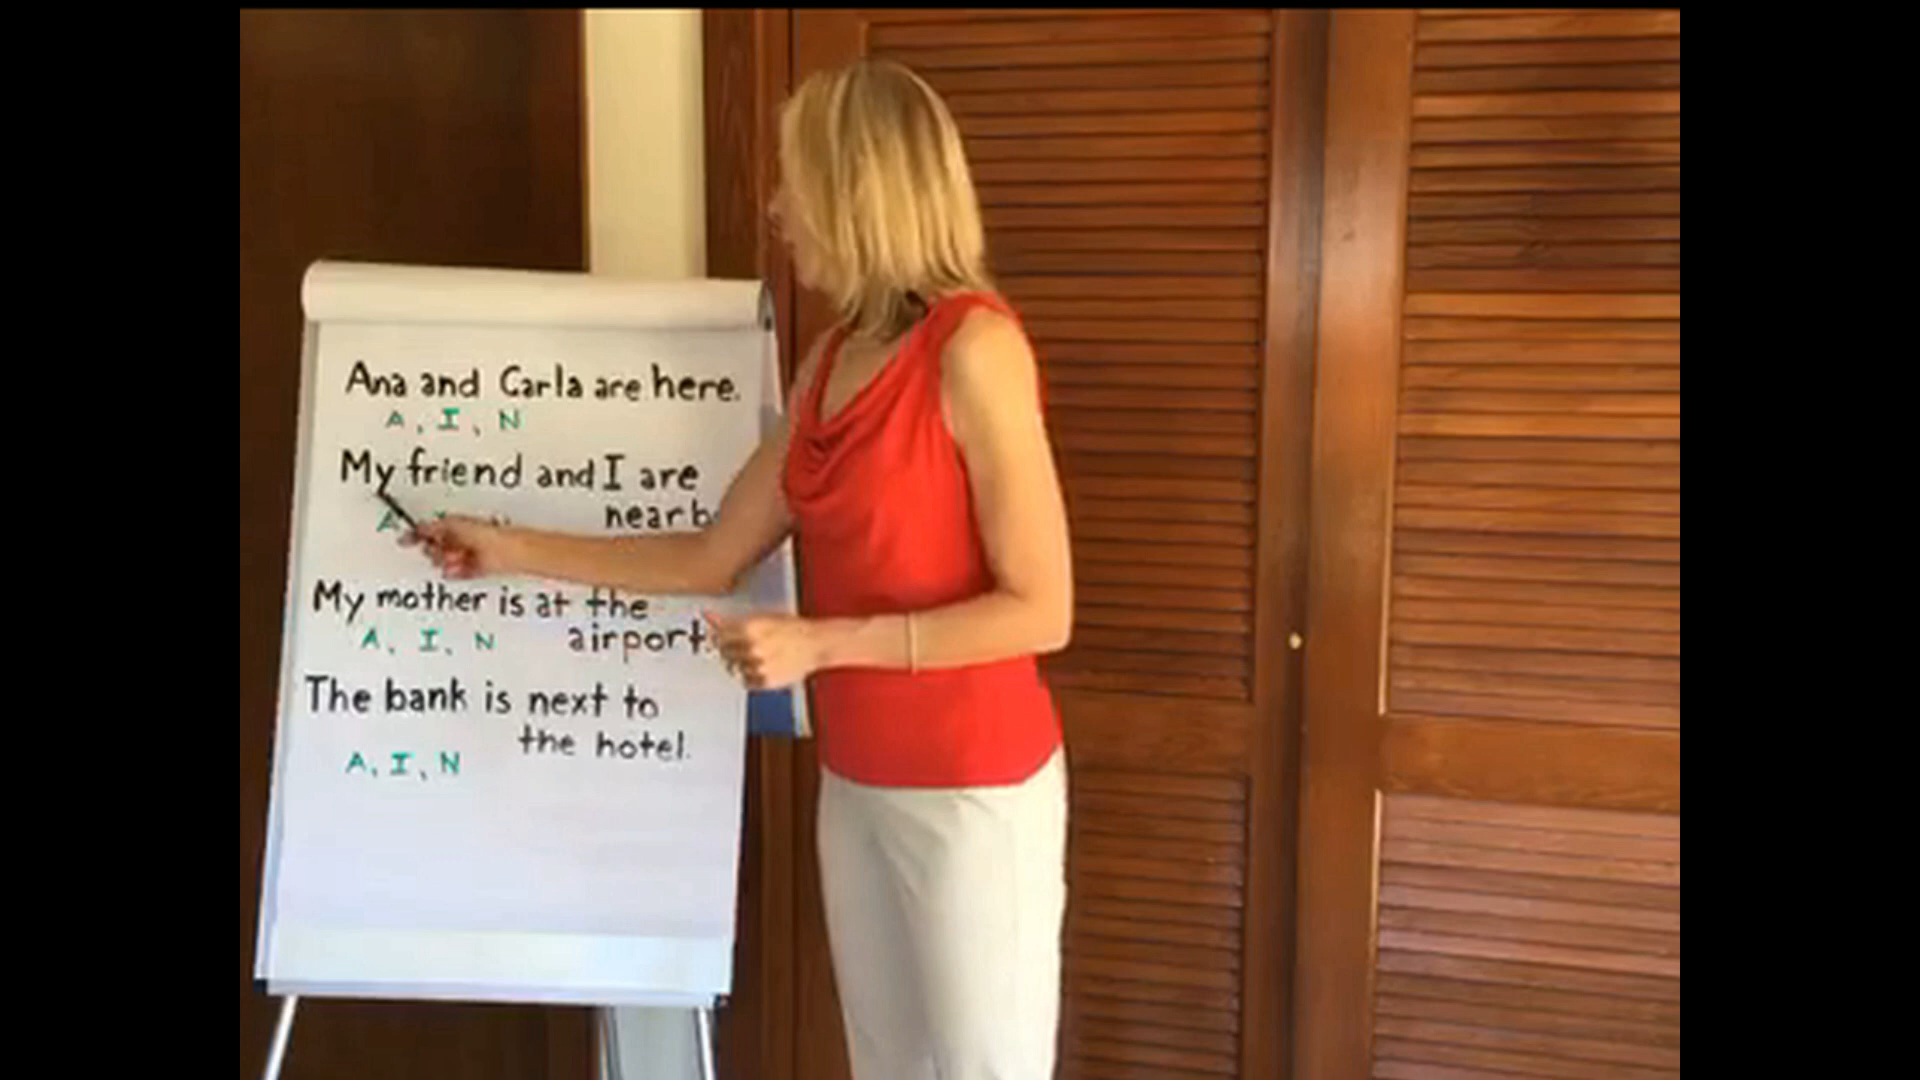 Ana and Carla are here.
A, I, N
My friend and I are
A
My mother is at the
A, I, N airport.
The bank is next to
the hotel.
A, I, N